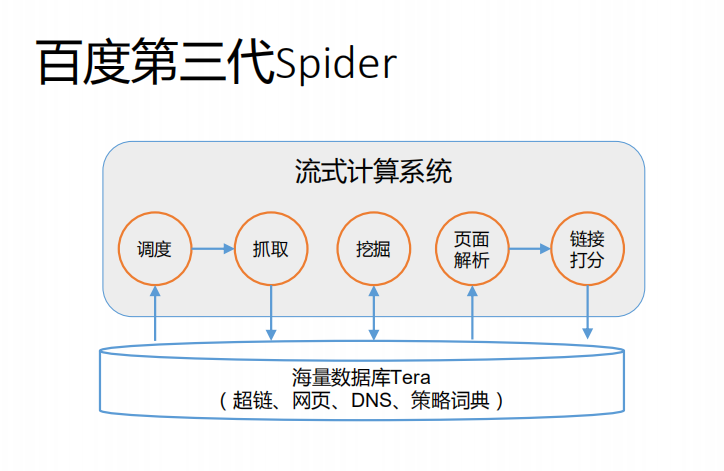 百度第三代Spider
流式计算系统
调度
抓取
挖掘
页面
解析
链接
打分
海量数据库Tera
（超链、网页、DNS、策略词典）